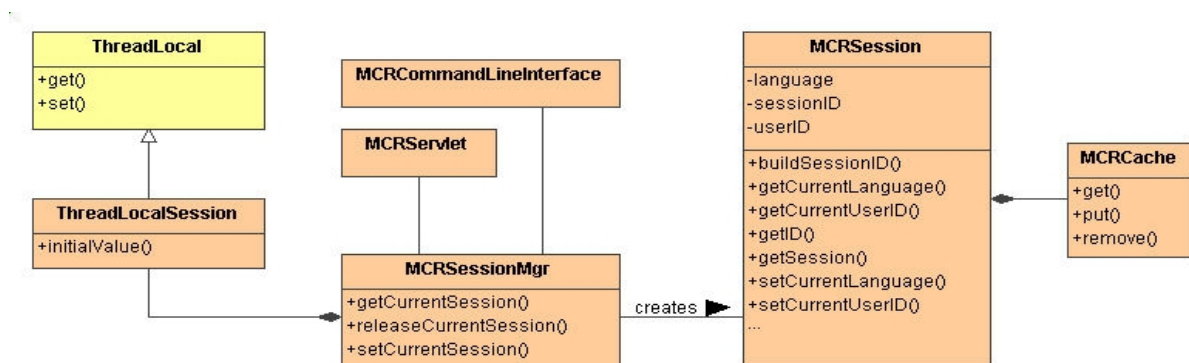 ThreadLocal
+get()
+set()
ThreadLocalSession
+initialValue()
MCRCommandLineInterface
MCRServlet
MCRSessionMgr
+getCurrentSession()
+releaseCurrentSession()
+setCurrentSession()
creates
MCRSession
-language
-sessionID
-userID
+buildSessionID()
+getCurrentLanguage()
+getCurrentUserID()
+getID()
+getSession()
+setCurrentLanguage()
+setCurrentUserID()
...
MCRCache
+get()
+put()
+remove()